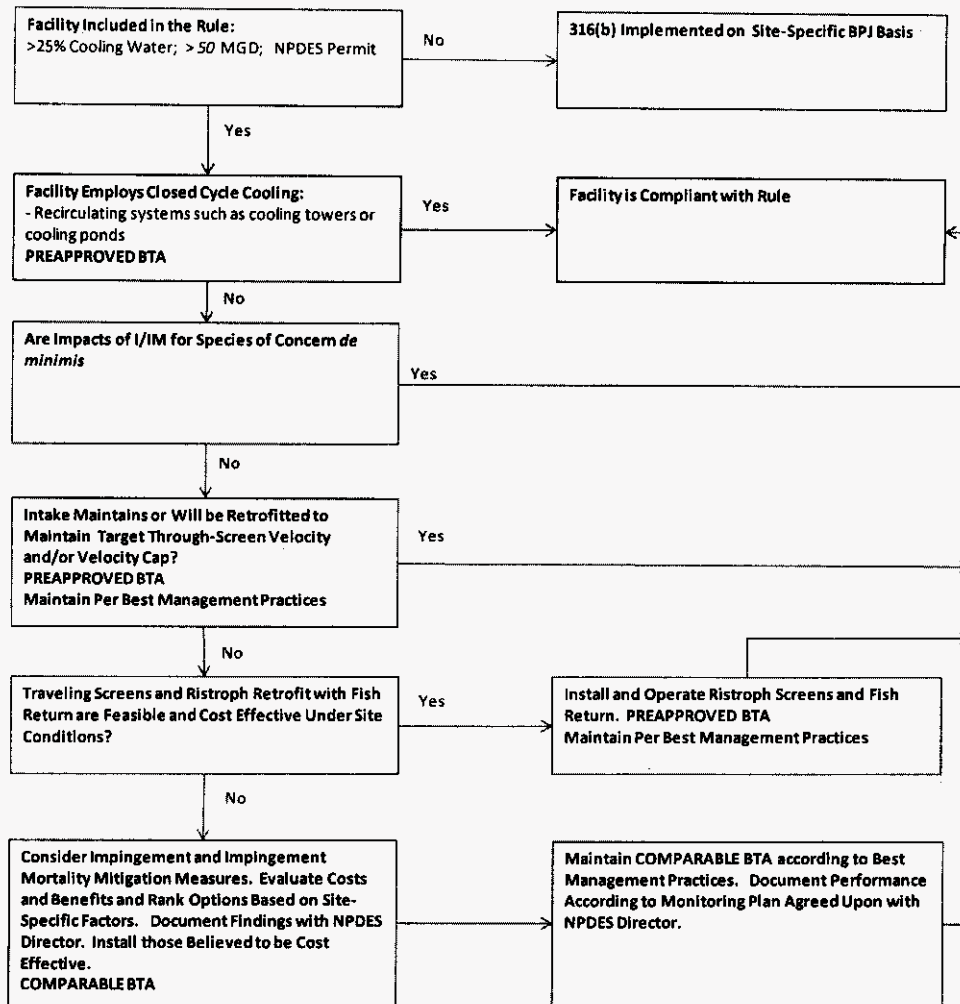 Facility Included in the Rule:
>25% Cooling Water; > 50 MGD; NPDES Permit
No
316(b) Implemented on Site-Specific BPJ Basis
Yes
Facility Employs Closed Cycle Cooling:
- Recirculating systems such as cooling towers or
cooling ponds
PREAPPROVED BTA
Yes
Facility is Compliant with Rule
No
Are Impacts of I/IM for Species of Concern de
minimis
Yes
No
Intake Maintains or Will be Retrofitted to
Maintain Target Through-Screen Velocity
and/or Velocity Cap?
PREAPPROVED BTA
Maintain Per Best Management Practices
Yes
No
Traveling Screens and Ristroph Retrofit with Fish
Return are Feasible and Cost Effective Under Site
Conditions?
Yes
Install and Operate Ristroph Screens and Fish
Return. PREAPPROVED BTA
Maintain Per Best Management Practices
No
Consider Impingement and Impingement
Mortality Mitigation Measures. Evaluate Costs
and Benefits and Rank Options Based on Site-
Specific Factors. Document Findings with NPDES
Director. Install those Believed to be Cost
Effective.
COMPARABLE BTA
Maintain COMPARABLE BTA according to Best
Management Practices. Document Performance
According to Monitoring Plan Agreed Upon with
NPDES Director.